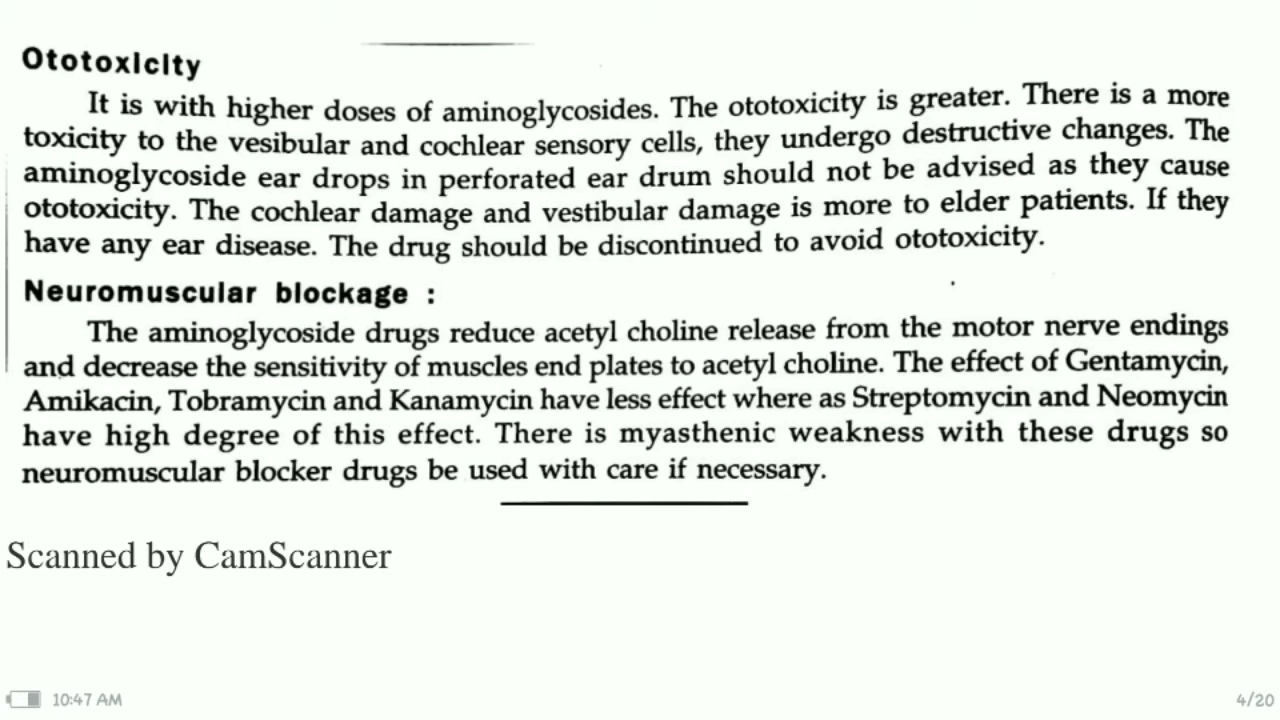 Ototoxicity
It is with higher doses of aminoglycosides. The ototoxicity is greater. There is a more
toxicity to the vesibular and cochlear sensory cells, they undergo destructive changes. The
aminoglycoside ear drops in perforated ear drum should not be advised as they cause
ototoxicity. The cochlear damage and vestibular damage is more to elder patients. If they
have any ear disease. The drug should be discontinued to avoid ototoxicity.
Neuromuscular blockage :
The aminoglycoside drugs reduce acetyl choline release from the motor nerve endings
and decrease the sensitivity of muscles end plates to acetyl choline. The effect of Gentamycin,
Amikacin, Tobramycin and Kanamycin have less effect where as Streptomycin and Neomycin
have high degree of this effect. There is myasthenic weakness with these drugs so
neuromuscular blocker drugs be used with care if necessary.
Scanned by CamScanner
10:47 AM
4/20